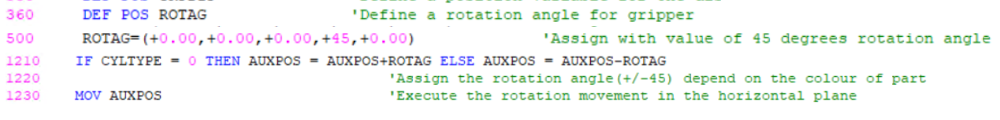 360 DEF POS ROTAG 'Define a rotation angle for gripper
500 ROTAG=(+0.00,+0.00,+0.00,+45,+0.00) 'Assign with value of 45 degrees rotation angle
1210 IF CYLTYPE = 0 THEN AUXPOS = AUXPOS+ROTAG ELSE AUXPOS = AUXPOS-ROTAG
1220 'Assign the rotation angle(+/-45) depend on the colour of part
1230 MOV AUXPOS 'Execute the rotation movement in the horizontal plane